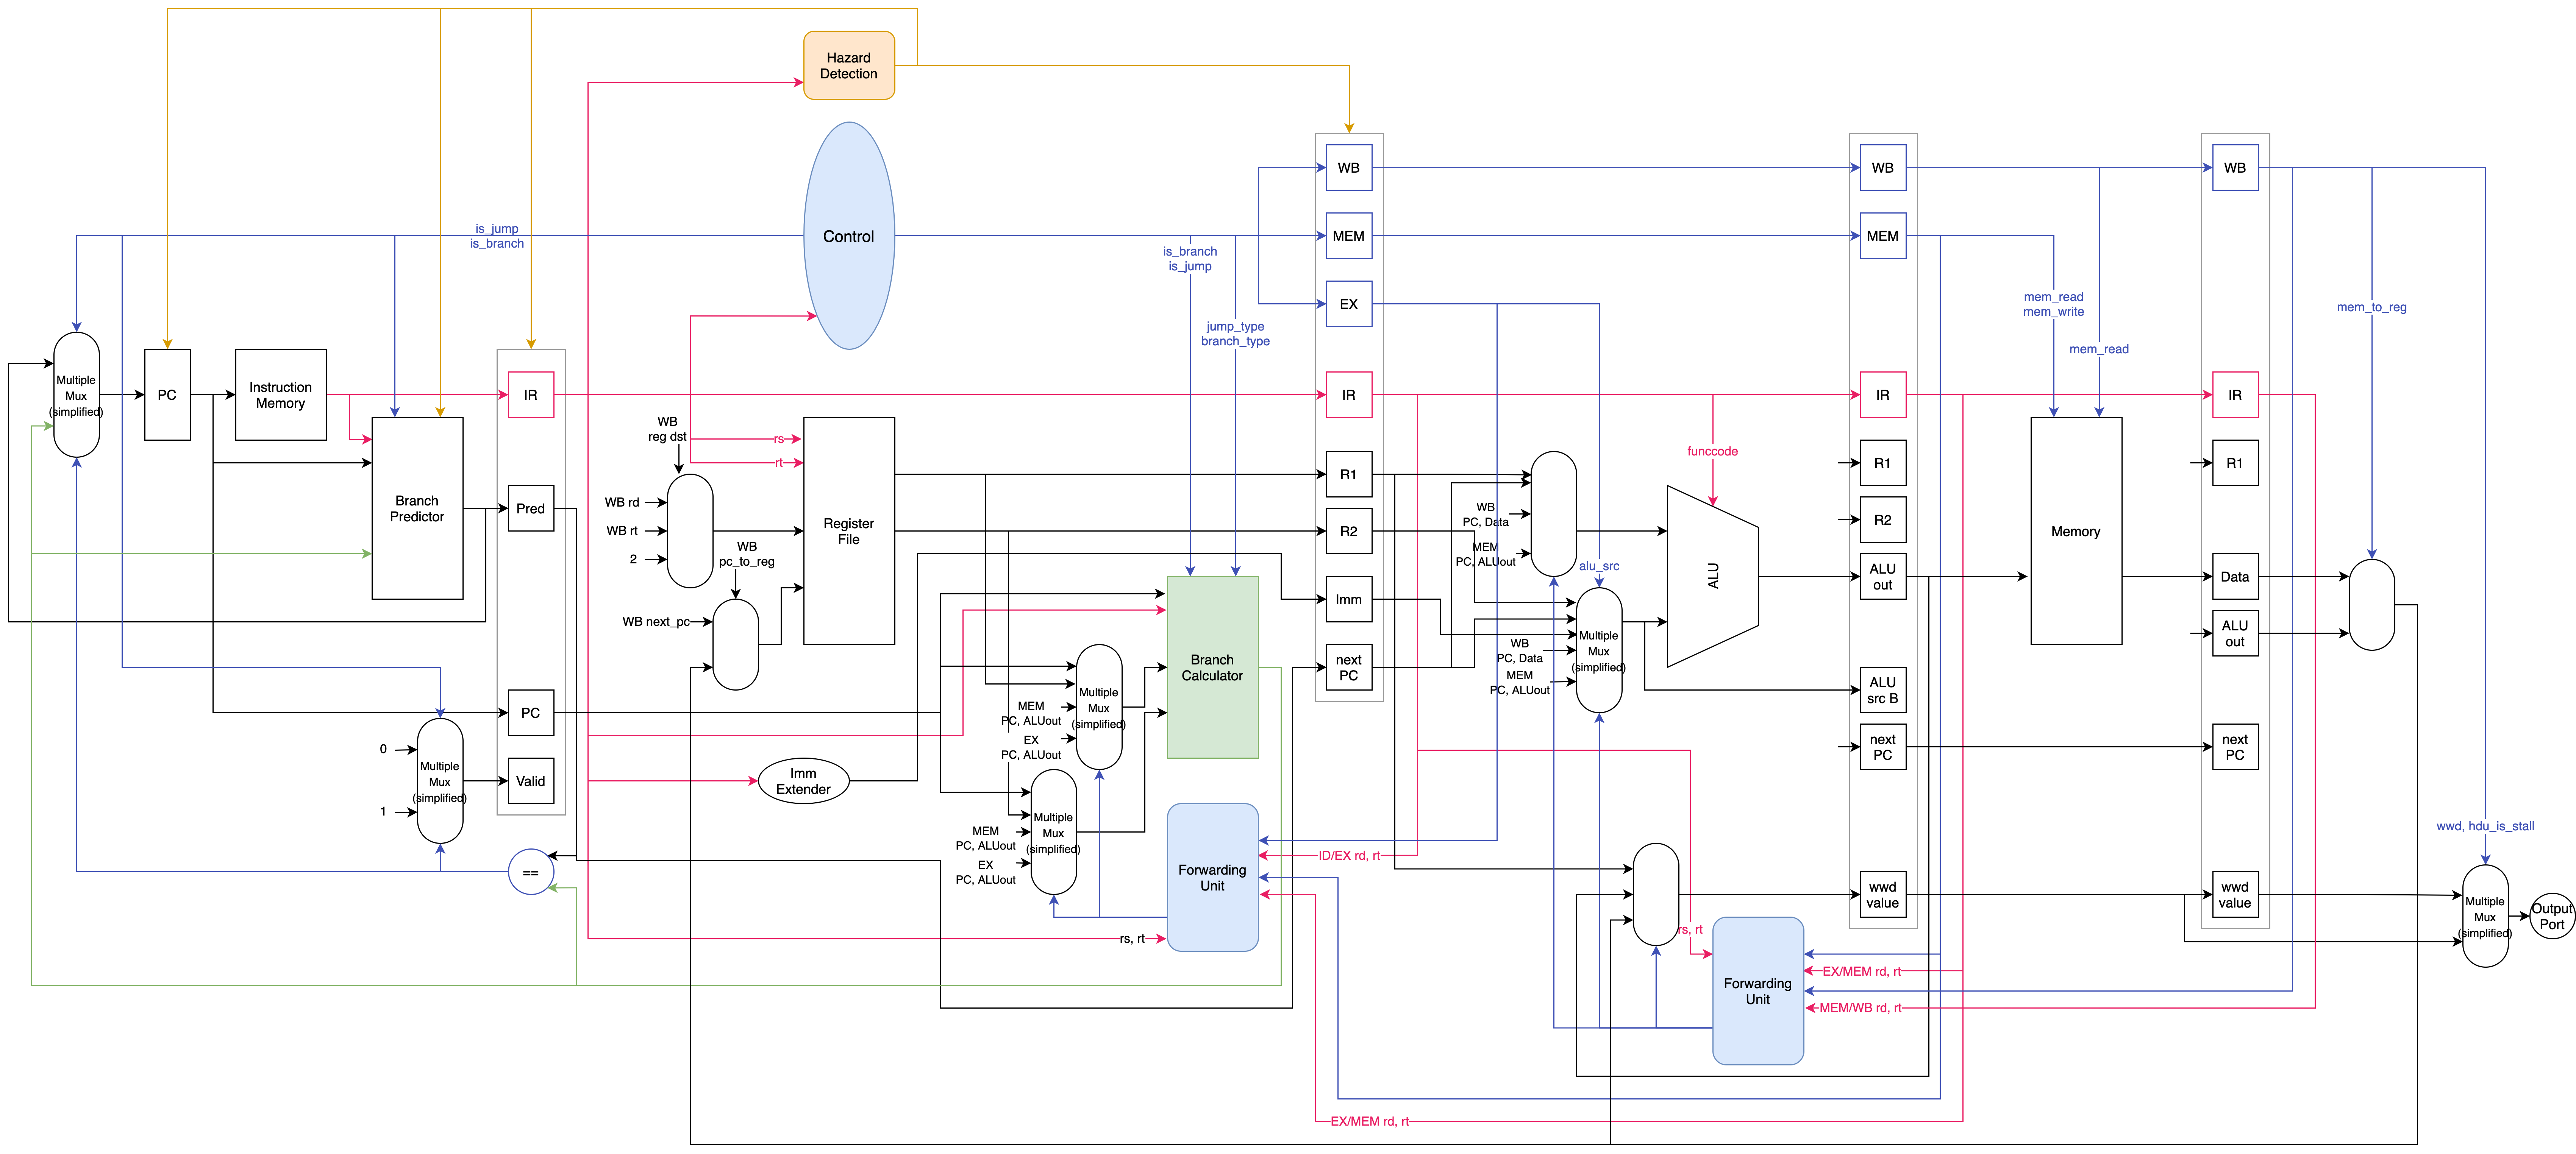 Hazard
Detection
Control
is_jump
is_branch
is_branch
is_jump
jump_type
branch_type
WB
MEM
EX
WB
MEM
WB
mem_read
mem_write
mem_read
mem_to_reg
Multiple
Mux
(simplified)
PC
Instruction
Memory
Branch
Predictor
IR
Pred
PC
Valid
0
1
Multiple
Mux
(simplified)
==
WB
reg dst
WB rd
WB rt
2
WB
pc_to_reg
WB next_pc
rs
rt
Register
File
Imm
Extender
MEM
PC, ALUout
EX
PC, ALUout
Multiple
Mux
(simplified)
MEM
PC, ALUout
EX
PC, ALUout
Multiple
Mux
(simplified)
Branch
Calculator
Forwarding
Unit
rs, rt
ID/EX rd, rt
EX/MEM rd, rt
IR
R1
R2
Imm
next
PC
WB
PC, Data
MEM
PC, ALUout
alu_src
WB
PC, Data
MEM
PC, ALUout
Multiple
Mux
(simplified)
funccode
ALU
rs, rt
Forwarding
Unit
EX/MEM rd, rt
MEM/WB rd, rt
IR
R1
R2
ALU
out
ALU
src B
next
PC
wwd
value
Memory
IR
R1
Data
ALU
out
next
PC
wwd
value
wwd, hdu_is_stall
Multiple
Mux
(simplified)
Output
Port